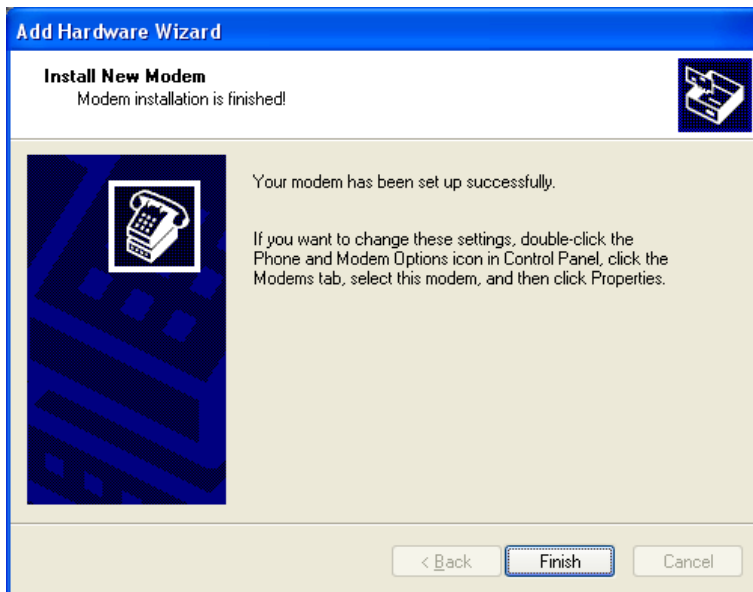 Add Hardware Wizard
Install New Modem
Modem installation is finished!
Your modem has been set up successfully.
If you want to change these settings, double-click the
Phone and Modem Options icon in Control Panel, click the
Modems tab, select this modem, and then click Properties.
< Back
Finish
Cancel